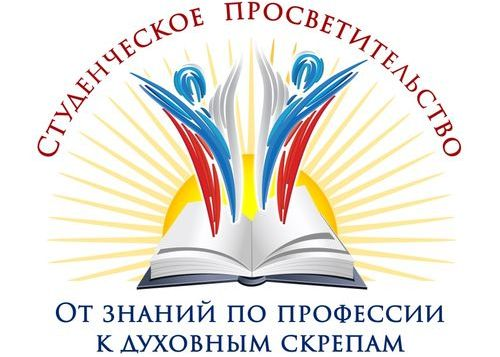 Студенческое просветительство
От знаний по профессии
к духовным скрепам